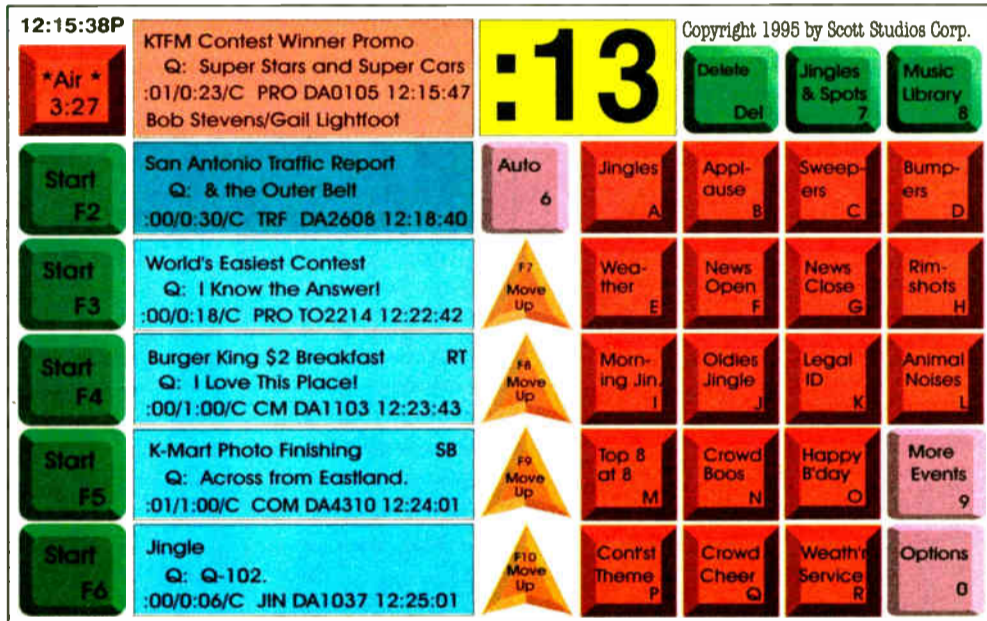 12:15:38P
*Air *
3:27
KTFM Contest Winner Promo
Q: Super Stars and Super Cars
:01/0:23/C PRO DA0105 12:15:47
Bob Stevens/Gail Lightfoot
:13
Copyright 1995 by Scott Studios Corp.
Delete
Del
Jingles
& Spots
7
Music
Library
8
Start
F2
San Antonio Traffic Report
Q: & the Outer Belt
:00/0:30/C TRF DA2608 12:18:40
Auto
6
Jingles
A
Appl-
ause
B
Sweep-
ers
C
Bump-
ers
D
Start
F3
World's Easiest Contest
Q: I Know the Answer!
:00/0:18/C PRO TO2214 12:22:42
F7
Move
Up
Wea-
ther
E
News
Open
F
News
Close
G
Rim-
shots
H
Start
F4
Burger King $2 Breakfast RT
Q: I Love This Place!
:00/1:00/C CM DA1103 12:23:43
F8
Move
Up
Morn-
ing Jin.
I
Oldies
Jingle
J
Legal
ID
K
Animal
Noises
L
Start
F5
K-Mart Photo Finishing SB
Q: Across from Eastland.
:01/1:00/C COM DA4310 12:24:01
F9
Move
Up
Top 8
at 8
M
Crowd
Boos
N
Happy
B'day
O
More
Events
9
Start
F6
Jingle
Q: Q-102.
:00/0:06/C JIN DA1037 12:25:01
F10
Move
Up
Cont'st
Theme
P
Crowd
Cheer
Q
Weath'r
Service
R
Options
0